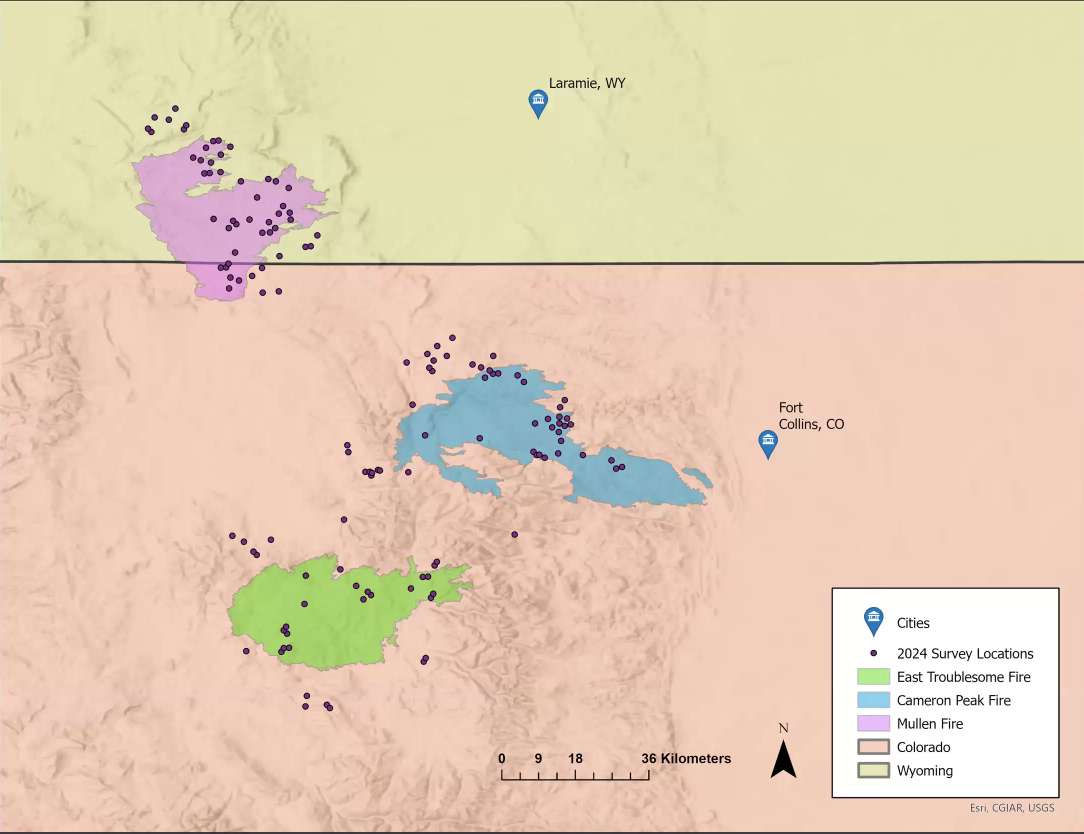 Laramie, WY
Fort
Collins, CO
Cities
2024 Survey Locations
East Troublesome Fire
Cameron Peak Fire
Mullen Fire
Colorado
Wyoming
N
0 9 18 36 Kilometers
Esri, CGIAR, USGS